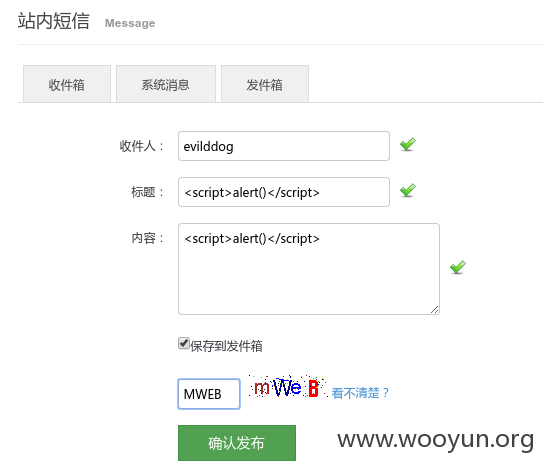 站内短信 Message
收件箱 系统消息 发件箱
收件人： evilddog
标题： <script>alert()</script>
内容： <script>alert()</script>
保存到发件箱
MWEB mWeB 看不清楚？
确认发布 www.wooyun.org